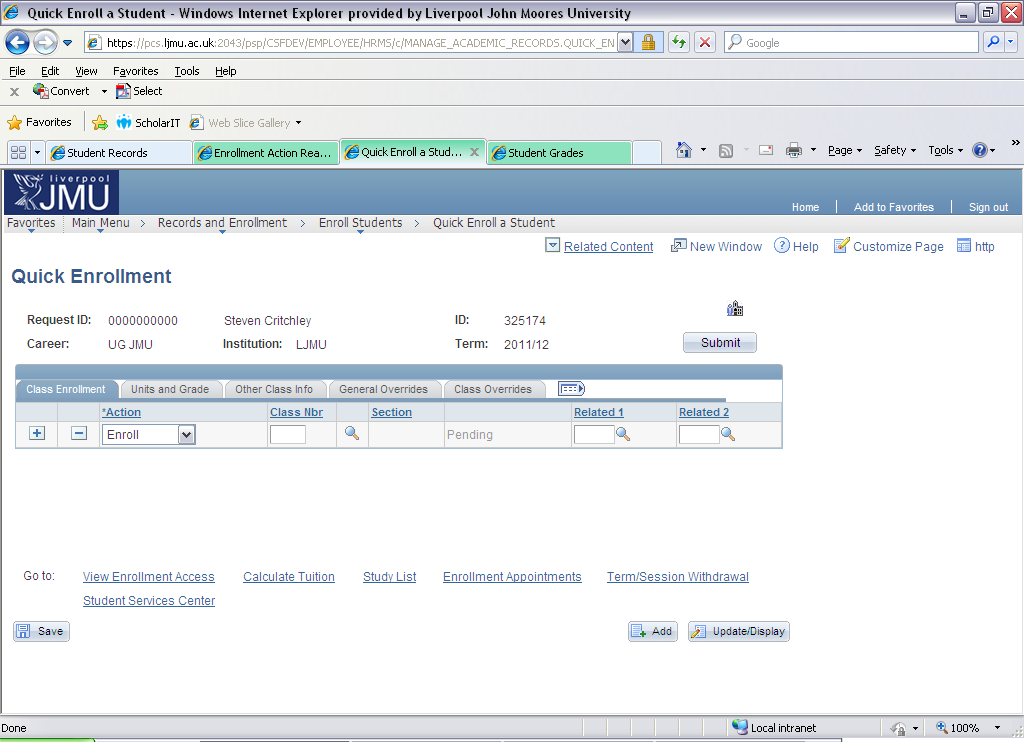 Quick Enroll a Student - Windows Internet Explorer provided by Liverpool John Moores University
https://pcs.ljmu.ac.uk:2043/psp/CSFDEV/EMPLOYEE/HRMS/c/MANAGE_ACADEMIC_RECORDS.QUICK_EN
Google
File Edit View Favorites Tools Help
x Convert Select
Favorites ScholarIT Web Slice Gallery
Student Records Enrollment Action Rea... Quick Enroll a Stud... Student Grades Page Safety Tools »
liverpool
JMU
Home Add to Favorites Sign out
Favorites Main Menu > Records and Enrollment > Enroll Students > Quick Enroll a Student
Related Content New Window Help Customize Page http
Quick Enrollment
Request ID: 0000000000 Steven Critchley ID: 325174
Career: UG JMU Institution: LJMU Term: 2011/12 Submit
Class Enrollment Units and Grade Other Class Info General Overrides Class Overrides
*Action Class Nbr Section Related 1 Related 2
Enroll Pending
Go to: View Enrollment Access Calculate Tuition Study List Enrollment Appointments Term/Session Withdrawal
Student Services Center
Save Add Update/Display
Done Local intranet 100%